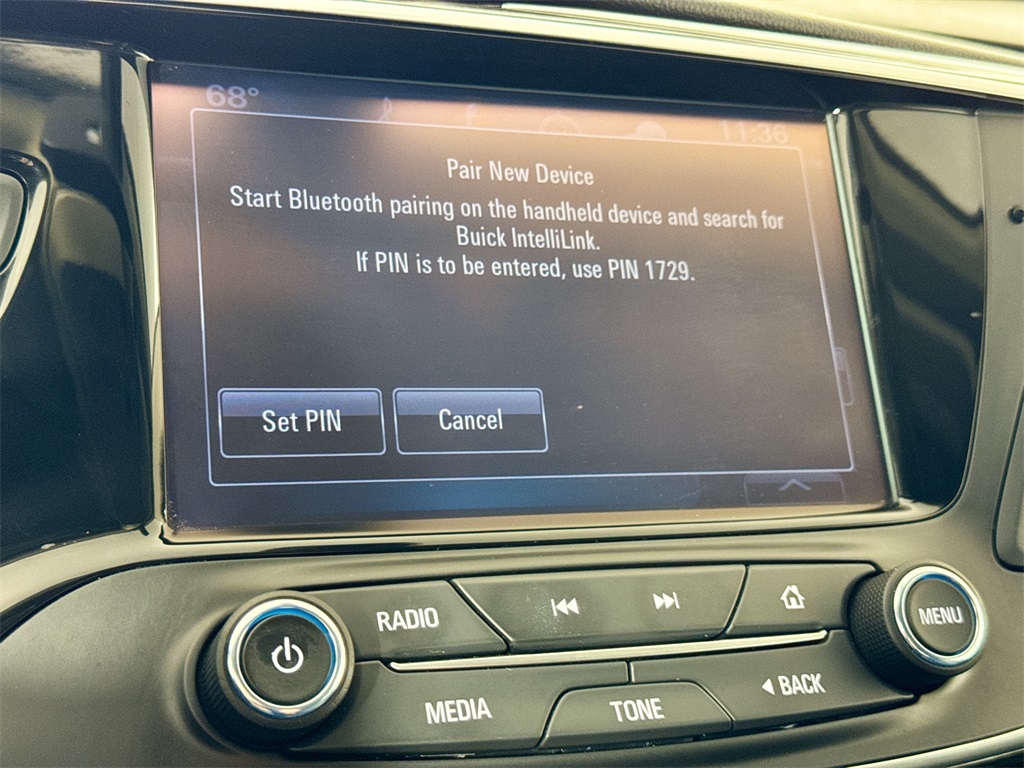 68°
11:36
Pair New Device
Start Bluetooth pairing on the handheld device and search for
Buick IntelliLink.
If PIN is to be entered, use PIN 1729.
Set PIN
Cancel
RADIO
MENU
MEDIA
TONE
BACK